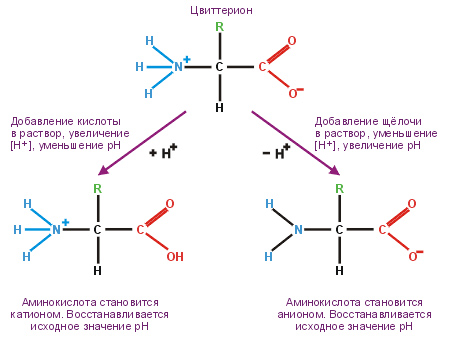 Цвиттерион
R
H
H N+ C C O
H H O−
Добавление кислоты
в раствор, увеличение
[H+], уменьшение pH
+ H+
− H+
Добавление щёлочи
в раствор, уменьшение
[H+], увеличение pH
R
H O
H N+ C C
H H OH
R
H O
N C C
H H O−
Аминокислота становится
катионом. Восстанавливается
исходное значение pH
Аминокислота становится
анионом. Восстанавливается
исходное значение pH